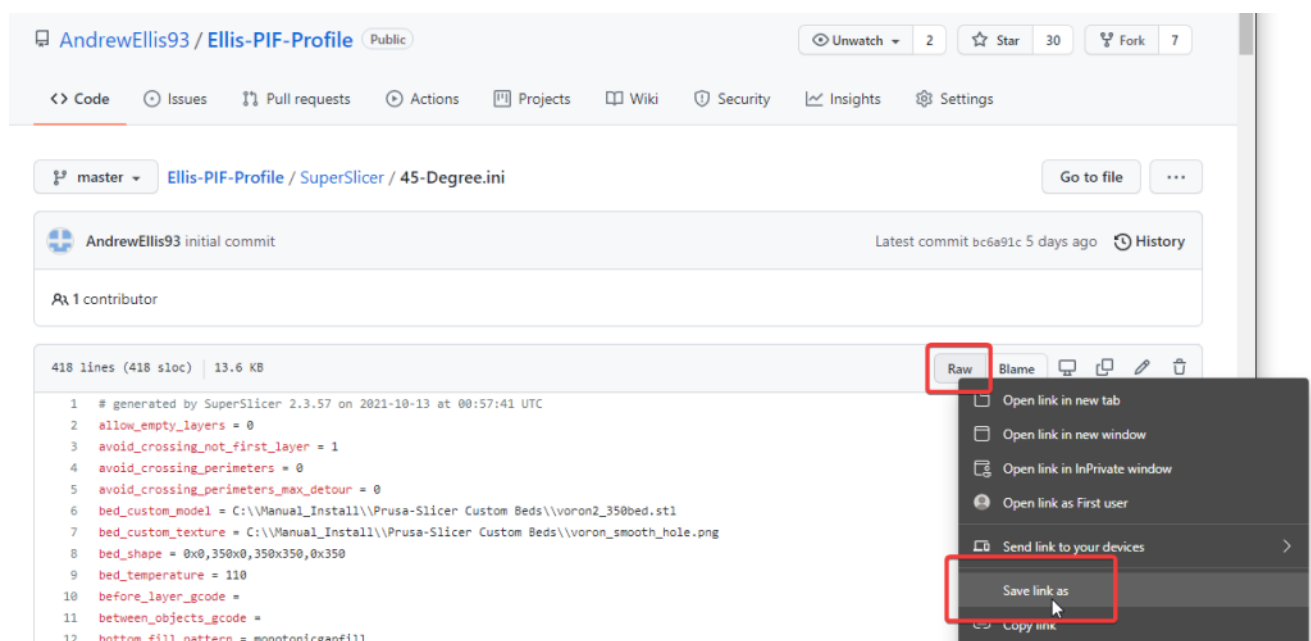 AndrewEllis93 / Ellis-PIF-Profile Public Unwatch 2 Star 30 Fork 7
<> Code Issues Pull requests Actions Projects Wiki Security Insights Settings
master Ellis-PIF-Profile / SuperSlicer / 45-Degree.ini Go to file ...
AndrewEllis93 initial commit Latest commit bc6a91c 5 days ago History
1 contributor
418 lines (418 sloc) | 13.6 KB Raw Blame
1 # generated by SuperSlicer 2.3.57 on 2021-10-13 at 00:57:41 UTC
2 allow_empty_layers = 0
3 avoid_crossing_not_first_layer = 1
4 avoid_crossing_perimeters = 0
5 avoid_crossing_perimeters_max_detour = 0
6 bed_custom_model = C:\\Manual_Install\\Prusa-Slicer Custom Beds\\voron2_350bed.stl
7 bed_custom_texture = C:\\Manual_Install\\Prusa-Slicer Custom Beds\\voron_smooth_hole.png
8 bed_shape = 0x0,350x0,350x350,0x350
9 bed_temperature = 110
10 before_layer_gcode =
11 between_objects_gcode =
12 bottom_fill_pattern = monotonicgapfill
Open link in new tab
Open link in new window
Open link in InPrivate window
Open link as First user
Send link to your devices
Save link as
Copy link